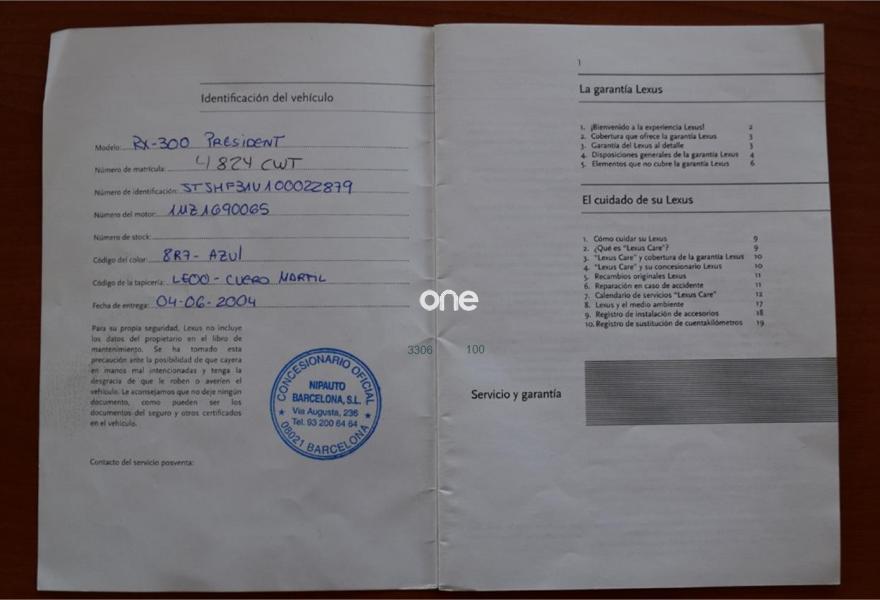 Identificación del vehículo
Modelo: RX-300 PRESIDENT
Número de matrícula: 4824 CWT
Número de identificación: JTJHF31U100022879
Número del motor: 1MZ1690065
Número de stock:
Código del color: 8R7- AZUl
Código de la tapicería: LE00 - CUERO MARFIL
Fecha de entrega: 04-06-2004
Para su propia seguridad, Lexus no incluye
los datos del propietario en el libro de
mantenimiento. Se ha tomado esta
precaución ante la posibilidad de que cayera
en manos mal intencionadas y tenga la
desgracia de que le roben o averíen el
vehículo. Le aconsejamos que no deje ningún
documento, como pueden ser los
documentos del seguro y otros certificados
en el vehículo.
CONCESIONARIO OFICIAL
NIPAUTO
BARCELONA, S.L.
Via Augusta, 236
Tel. 93 200 64 64
08021 BARCELONA
Contacto del servicio posventa:
one
3306 100
1
La garantía Lexus
1. ¡Bienvenido a la experiencia Lexus! 2
2. Cobertura que ofrece la garantía Lexus 3
3. Garantía del Lexus al detalle 3
4. Disposiciones generales de la garantía Lexus 4
5. Elementos que no cubre la garantía Lexus 6
El cuidado de su Lexus
1. Cómo cuidar su Lexus 9
2. ¿Qué es "Lexus Care"? 9
3. "Lexus Care" y cobertura de la garantía Lexus 10
4. "Lexus Care" y su concesionario Lexus 10
5. Recambios originales Lexus 11
6. Reparación en caso de accidente 11
7. Calendario de servicios "Lexus Care" 12
8. Lexus y el medio ambiente 17
9. Registro de instalación de accesorios 18
10. Registro de sustitución de cuentakilómetros 19
Servicio y garantía